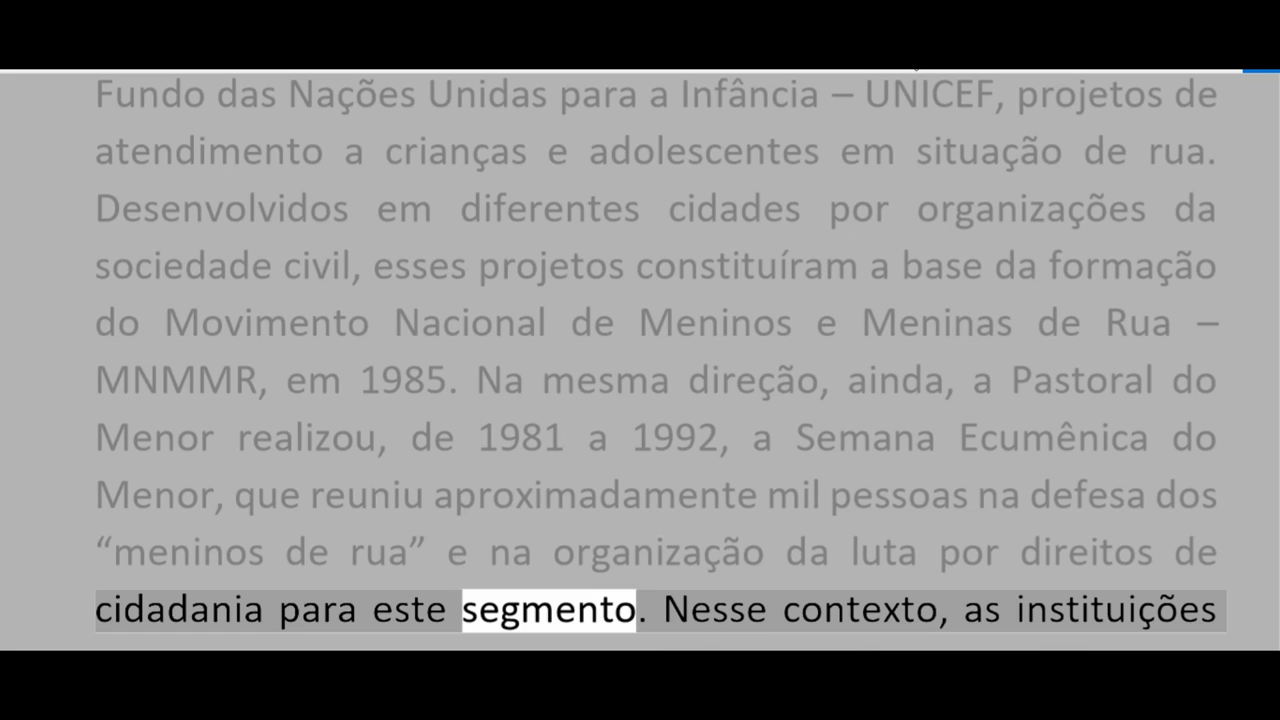 Fundo das Nações Unidas para a Infância – UNICEF, projetos de
atendimento a crianças e adolescentes em situação de rua.
Desenvolvidos em diferentes cidades por organizações da
sociedade civil, esses projetos constituíram a base da formação
do Movimento Nacional de Meninos e Meninas de Rua –
MNMMR, em 1985. Na mesma direção, ainda, a Pastoral do
Menor realizou, de 1981 a 1992, a Semana Ecumênica do
Menor, que reuniu aproximadamente mil pessoas na defesa dos
“meninos de rua” e na organização da luta por direitos de
cidadania para este segmento. Nesse contexto, as instituições